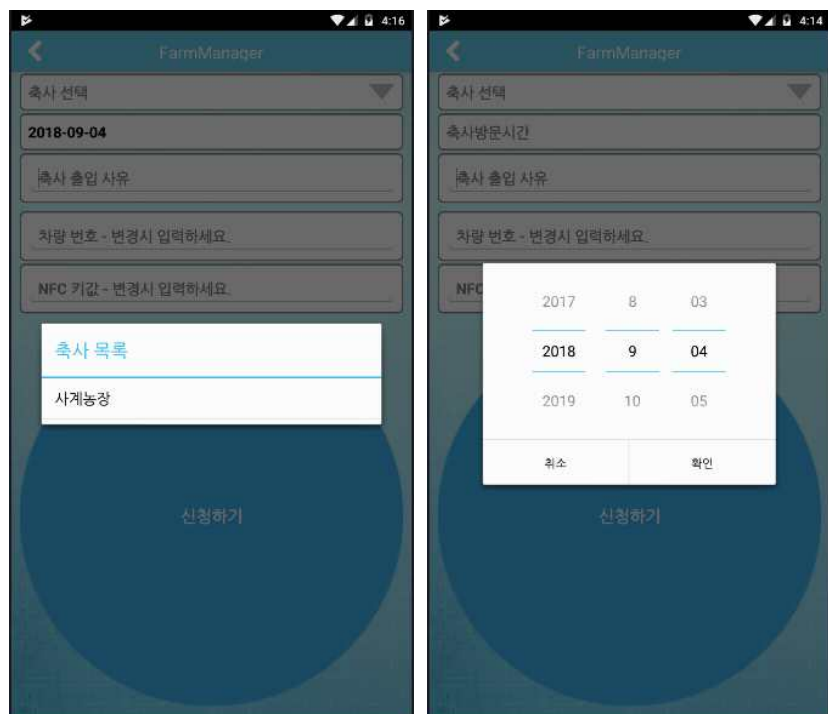 4:16
FarmManager
축사 선택
2018-09-04
축사 출입 사유
차량 번호 - 변경시 입력하세요.
NFC 키값 - 변경시 입력하세요.
축사 목록
사계농장
신청하기
4:14
FarmManager
축사 선택
축사방문시간
축사 출입 사유
차량 번호 - 변경시 입력하세요.
NFC
2017 8 03
2018 9 04
2019 10 05
취소 확인
신청하기